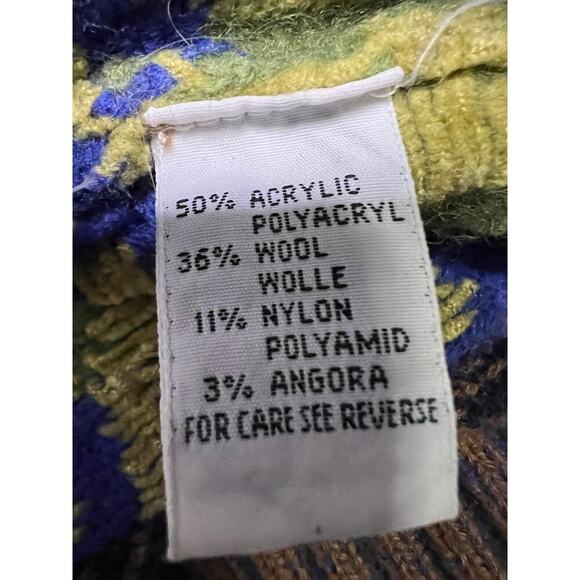 50% ACRYLIC
POLYACRYL
36% WOOL
WOLLE
11% NYLON
POLYAMID
3% ANGORA
FOR CARE SEE REVERSE